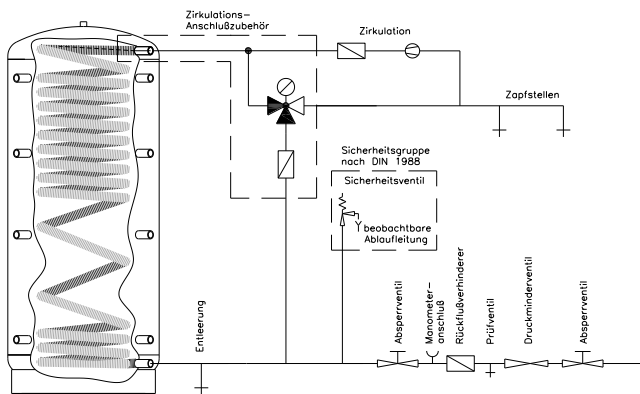 Zirkulations-
Anschlußzubehör
Zirkulation
Zapfstellen
Sicherheitsgruppe
nach DIN 1988
Sicherheitsventil
beobachtbare
Ablaufleitung
Entleerung
Absperrventil
Manometer-
anschluß
Rückflußverhinderer
Prüfventil
Druckminderventil
Absperrventil